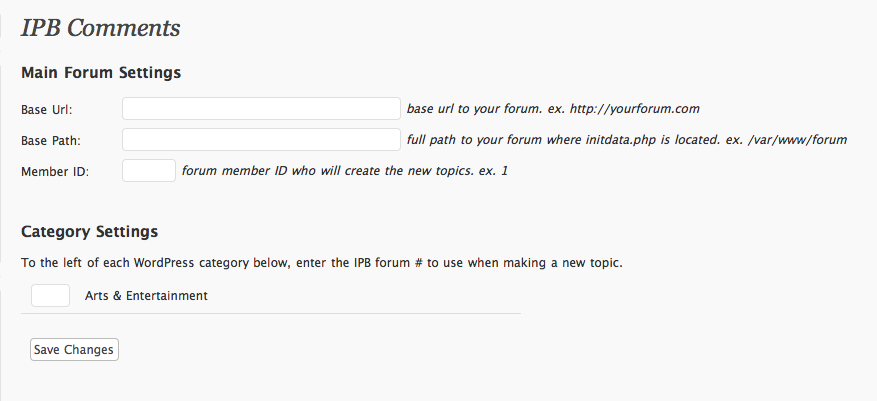 IPB Comments
Main Forum Settings
Base Url: base url to your forum. ex. http://yourforum.com
Base Path: full path to your forum where initdata.php is located. ex. /var/www/forum
Member ID: forum member ID who will create the new topics. ex. 1
Category Settings
To the left of each WordPress category below, enter the IPB forum # to use when making a new topic.
Arts & Entertainment
Save Changes